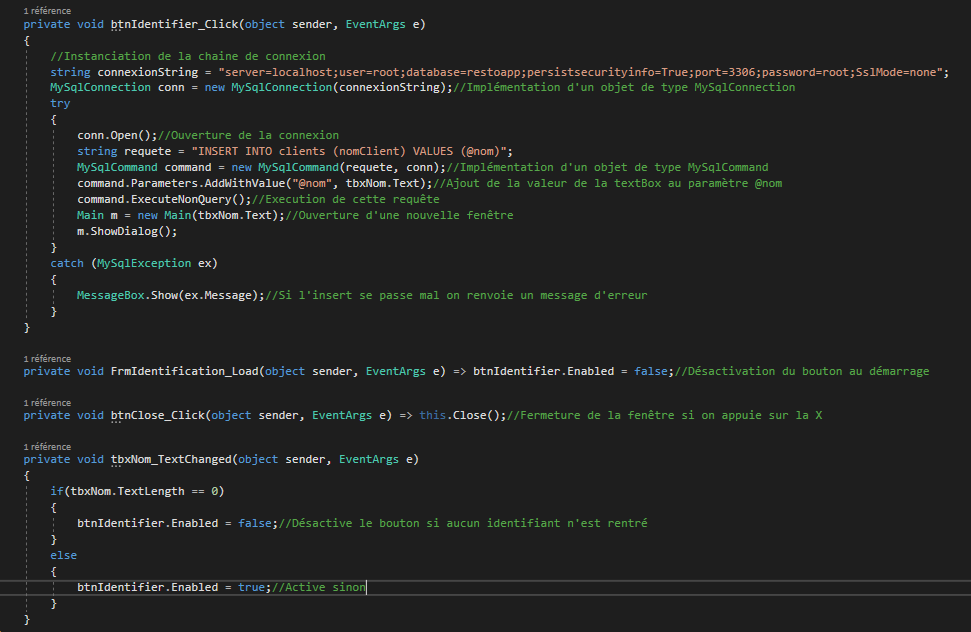 1 référence
private void btnIdentifier_Click(object sender, EventArgs e)
{
//Instanciation de la chaine de connexion
string connexionString = "server=localhost;user=root;database=restoapp;persistsecurityinfo=True;port=3306;password=root;SslMode=none";
MySqlConnection conn = new MySqlConnection(connexionString);//Implémentation d'un objet de type MySqlConnection
try
{
conn.Open();//Ouverture de la connexion
string requete = "INSERT INTO clients (nomClient) VALUES (@nom)";
MySqlCommand command = new MySqlCommand(requete, conn);//Implémentation d'un objet de type MySqlCommand
command.Parameters.AddWithValue("@nom", tbxNom.Text);//Ajout de la valeur de la textBox au paramètre @nom
command.ExecuteNonQuery();//Execution de cette requête
Main m = new Main(tbxNom.Text);//Ouverture d'une nouvelle fenêtre
m.ShowDialog();
}
catch (MySqlException ex)
{
MessageBox.Show(ex.Message);//Si l'insert se passe mal on renvoie un message d'erreur
}
}
1 référence
private void FrmIdentification_Load(object sender, EventArgs e) => btnIdentifier.Enabled = false;//Désactivation du bouton au démarrage
1 référence
private void btnClose_Click(object sender, EventArgs e) => this.Close();//Fermeture de la fenêtre si on appuie sur la X
1 référence
private void tbxNom_TextChanged(object sender, EventArgs e)
{
if(tbxNom.TextLength == 0)
{
btnIdentifier.Enabled = false;//Désactive le bouton si aucun identifiant n'est rentré
}
else
{
btnIdentifier.Enabled = true;//Active sinon
}
}